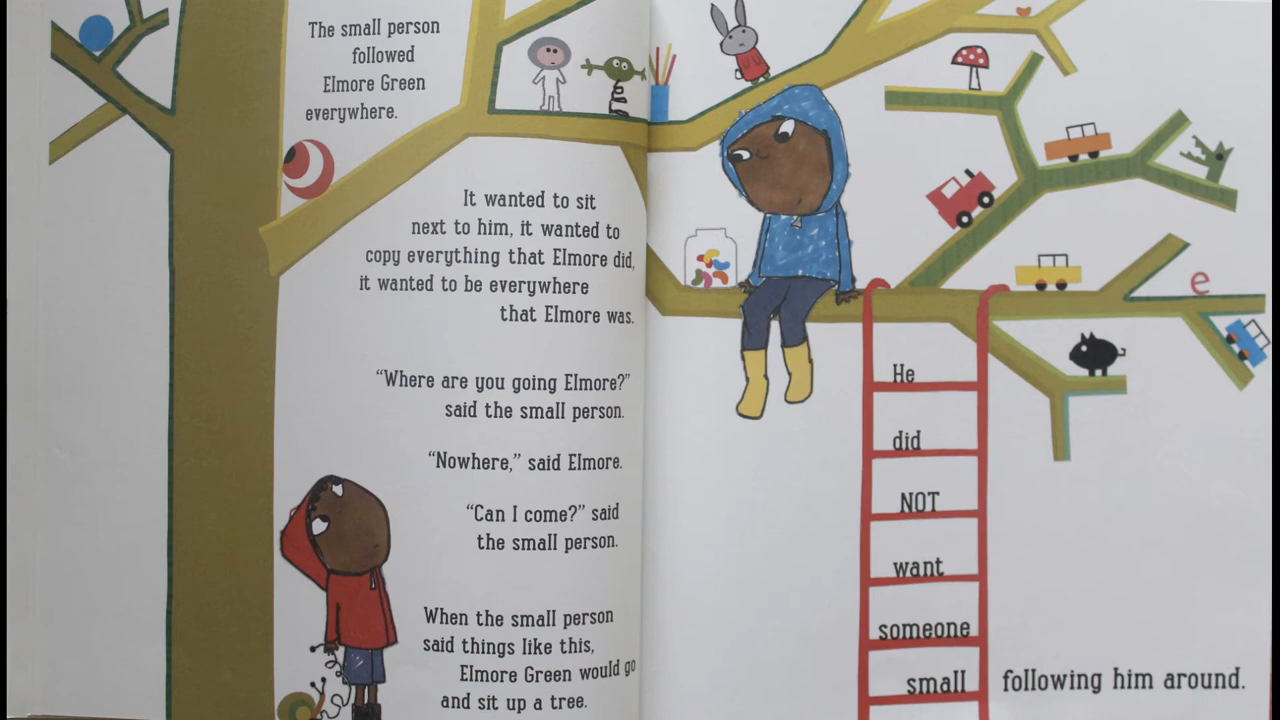 The small person
followed
Elmore Green
everywhere.
It wanted to sit
next to him, it wanted to
copy everything that Elmore did,
it wanted to be everywhere
that Elmore was.
“Where are you going Elmore?”
said the small person.
“Nowhere,” said Elmore.
“Can I come?” said
the small person.
When the small person
said things like this,
Elmore Green would go
and sit up a tree.
e
He
did
NOT
want
someone
small following him around.